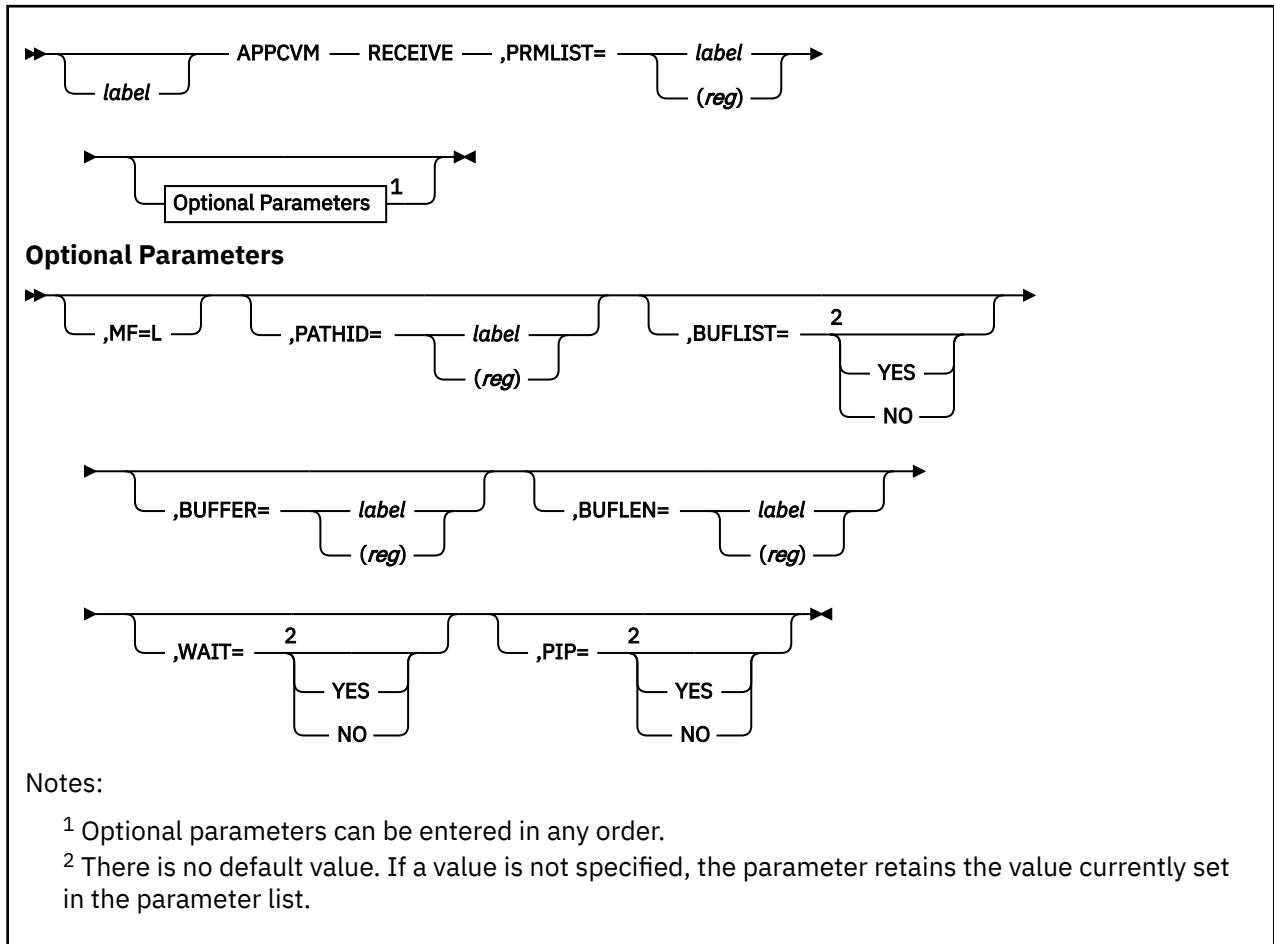 APPCVM RECEIVE ,PRMLIST= label
label (reg)
Optional Parameters 1
Optional Parameters
,MF=L ,PATHID= label ,BUFLIST= 2
(reg) YES
NO
,BUFFER= label ,BUFLEN= label
(reg) (reg)
,WAIT= 2 ,PIP= 2
YES YES
NO NO
Notes:
1 Optional parameters can be entered in any order.
2 There is no default value. If a value is not specified, the parameter retains the value currently set
in the parameter list.